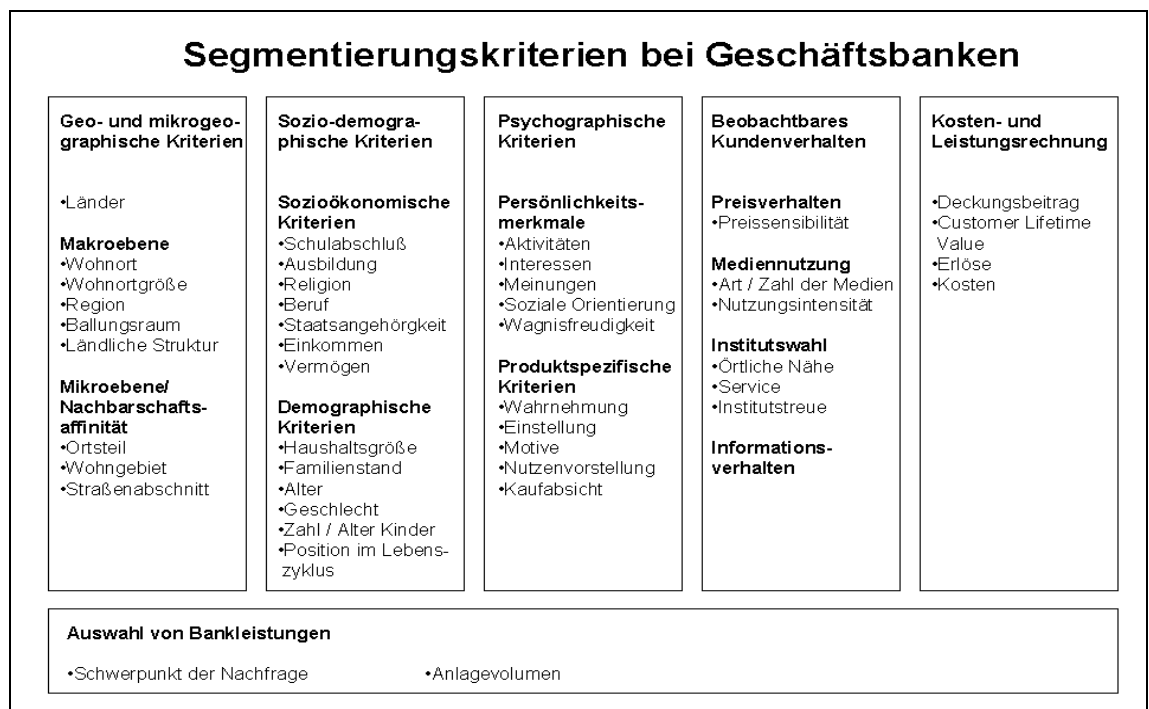 Segmentierungskriterien bei Geschäftsbanken
Geo- und mikrogeo-
graphische Kriterien
•Länder
Makroebene
•Wohnort
•Wohnortgröße
•Region
•Ballungsraum
•Ländliche Struktur
Mikroebene/
Nachbarschafts-
affinität
•Ortsteil
•Wohngebiet
•Straßenabschnitt
Sozio-demogra-
phische Kriterien
Sozioökonomische
Kriterien
•Schulabschluß
•Ausbildung
•Religion
•Beruf
•Staatsangehörgkeit
•Einkommen
•Vermögen
Demographische
Kriterien
•Haushaltsgröße
•Familienstand
•Alter
•Geschlecht
•Zahl / Alter Kinder
•Position im Lebens-
zyklus
Psychographische
Kriterien
Persönlichkeits-
merkmale
•Aktivitäten
•Interessen
•Meinungen
•Soziale Orientierung
•Wagnisfreudigkeit
Produktspezifische
Kriterien
•Wahrnehmung
•Einstellung
•Motive
•Nutzenvorstellung
•Kaufabsicht
Beobachtbares
Kundenverhalten
Preisverhalten
•Preissensibilität
Mediennutzung
•Art / Zahl der Medien
•Nutzungsintensität
Institutswahl
•Örtliche Nähe
•Service
•Institutstreue
Informations-
verhalten
Kosten- und
Leistungsrechnung
•Deckungsbeitrag
•Customer Lifetime
Value
•Erlöse
•Kosten
Auswahl von Bankleistungen
•Schwerpunkt der Nachfrage •Anlagevolumen